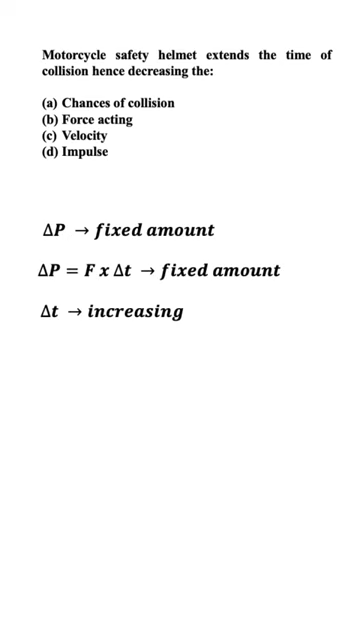 Motorcycle safety helmet extends the time of
collision hence decreasing the:
(a) Chances of collision
(b) Force acting
(c) Velocity
(d) Impulse
ΔP → fixed amount
ΔP = F x Δt → fixed amount
Δt → increasing